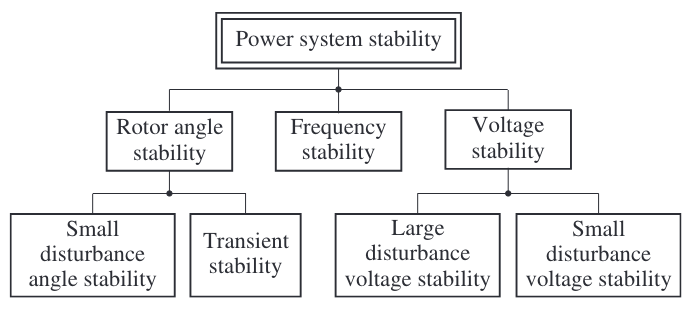 Power system stability
Rotor angle
stability
Frequency
stability
Voltage
stability
Small
disturbance
angle stability
Transient
stability
Large
disturbance
voltage stability
Small
disturbance
voltage stability